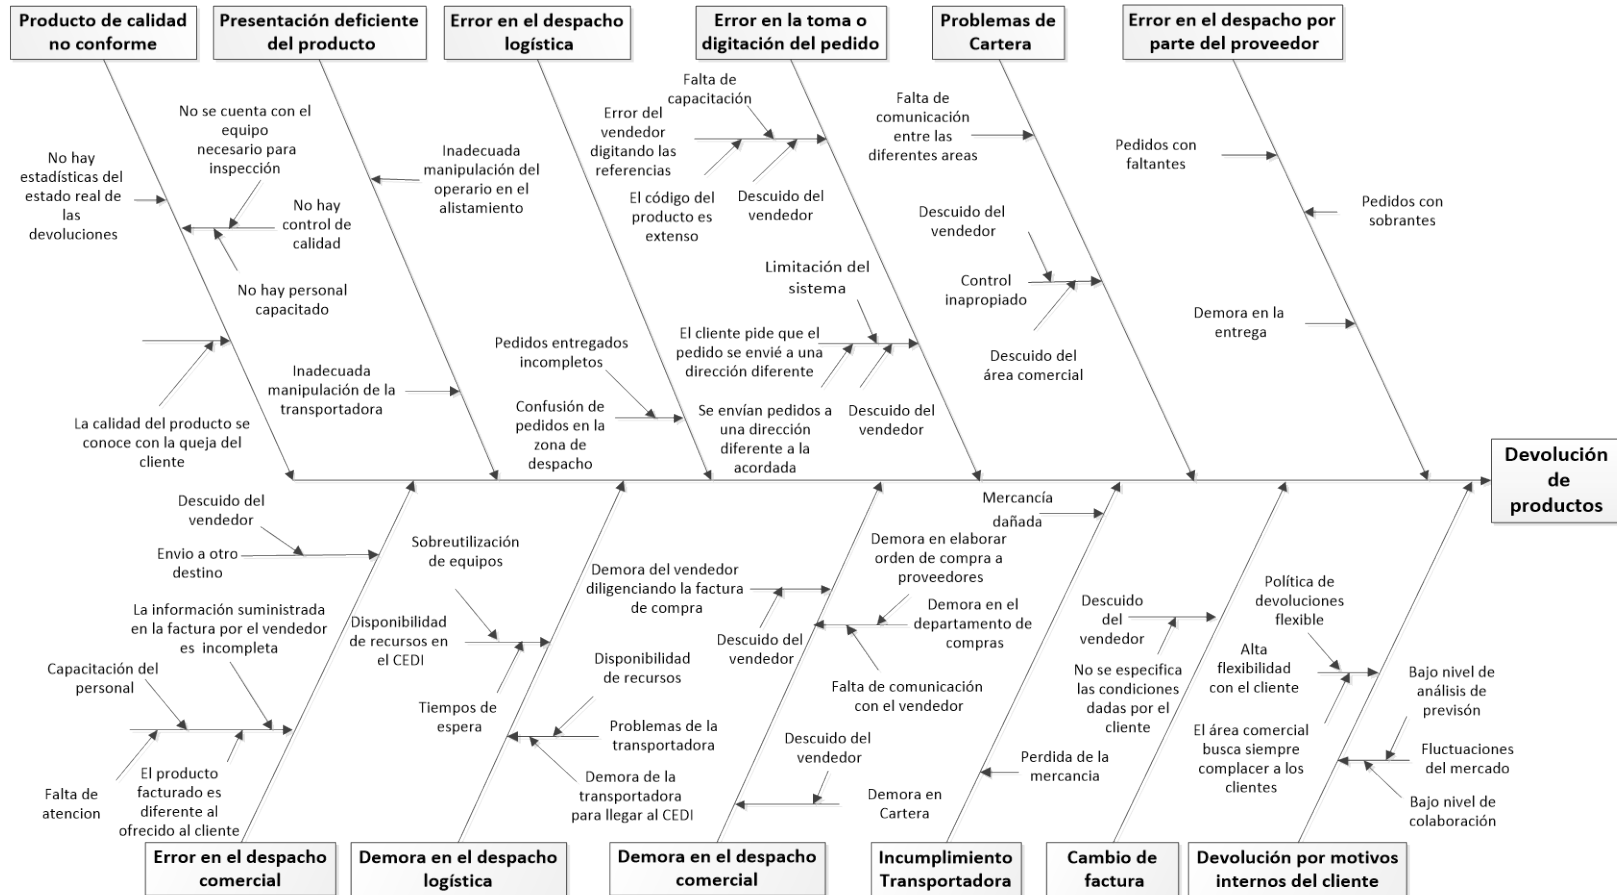 Producto de calidad
no conforme
Presentación deficiente
del producto
Error en el despacho
logística
Error en la toma o
digitación del pedido
Problemas de
Cartera
Error en el despacho por
parte del proveedor
No se cuenta con el
equipo
necesario para
inspección
No hay
estadísticas del
estado real de
las
devoluciones
No hay
control de
calidad
No hay personal
capacitado
La calidad del producto se
conoce con la queja del
cliente
Inadecuada
manipulación del
operario en el
alistamiento
Inadecuada
manipulación de la
transportadora
Pedidos entregados
incompletos
Confusión de
pedidos en la
zona de
despacho
Falta de
capacitación
Error del
vendedor
digitando las
referencias
El código del
producto es
extenso
Descuido del
vendedor
Limitación del
sistema
El cliente pide que el
pedido se envié a una
dirección diferente
Se envían pedidos a
una dirección
diferente a la
acordada
Descuido del
vendedor
Falta de
comunicación
entre las
diferentes areas
Descuido del
vendedor
Control
inapropiado
Descuido del
área comercial
Pedidos con
faltantes
Pedidos con
sobrantes
Demora en la
entrega
Devolución
de
productos
Descuido del
vendedor
Envio a otro
destino
La información suministrada
en la factura por el vendedor
es incompleta
Capacitación del
personal
Falta de
atencion
El producto
facturado es
diferente al
ofrecido al cliente
Sobreutilización
de equipos
Disponibilidad
de recursos en
el CEDI
Tiempos de
espera
Disponibilidad
de recursos
Problemas de la
transportadora
Demora de la
transportadora
para llegar al CEDI
Demora del vendedor
diligenciando la factura
de compra
Descuido del
vendedor
Demora en elaborar
orden de compra a
proveedores
Demora en el
departamento de
compras
Falta de comunicación
con el vendedor
Descuido del
vendedor
Demora en
Cartera
Mercancía
dañada
Perdida de la
mercancia
Descuido
del
vendedor
No se especifica
las condiciones
dadas por el
cliente
Política de
devoluciones
flexible
Alta
flexibilidad
con el cliente
El área comercial
busca siempre
complacer a los
clientes
Bajo nivel de
análisis de
previsón
Fluctuaciones
del mercado
Bajo nivel de
colaboración
Error en el despacho
comercial
Demora en el despacho
logística
Demora en el despacho
comercial
Incumplimiento
Transportadora
Cambio de
factura
Devolución por motivos
internos del cliente